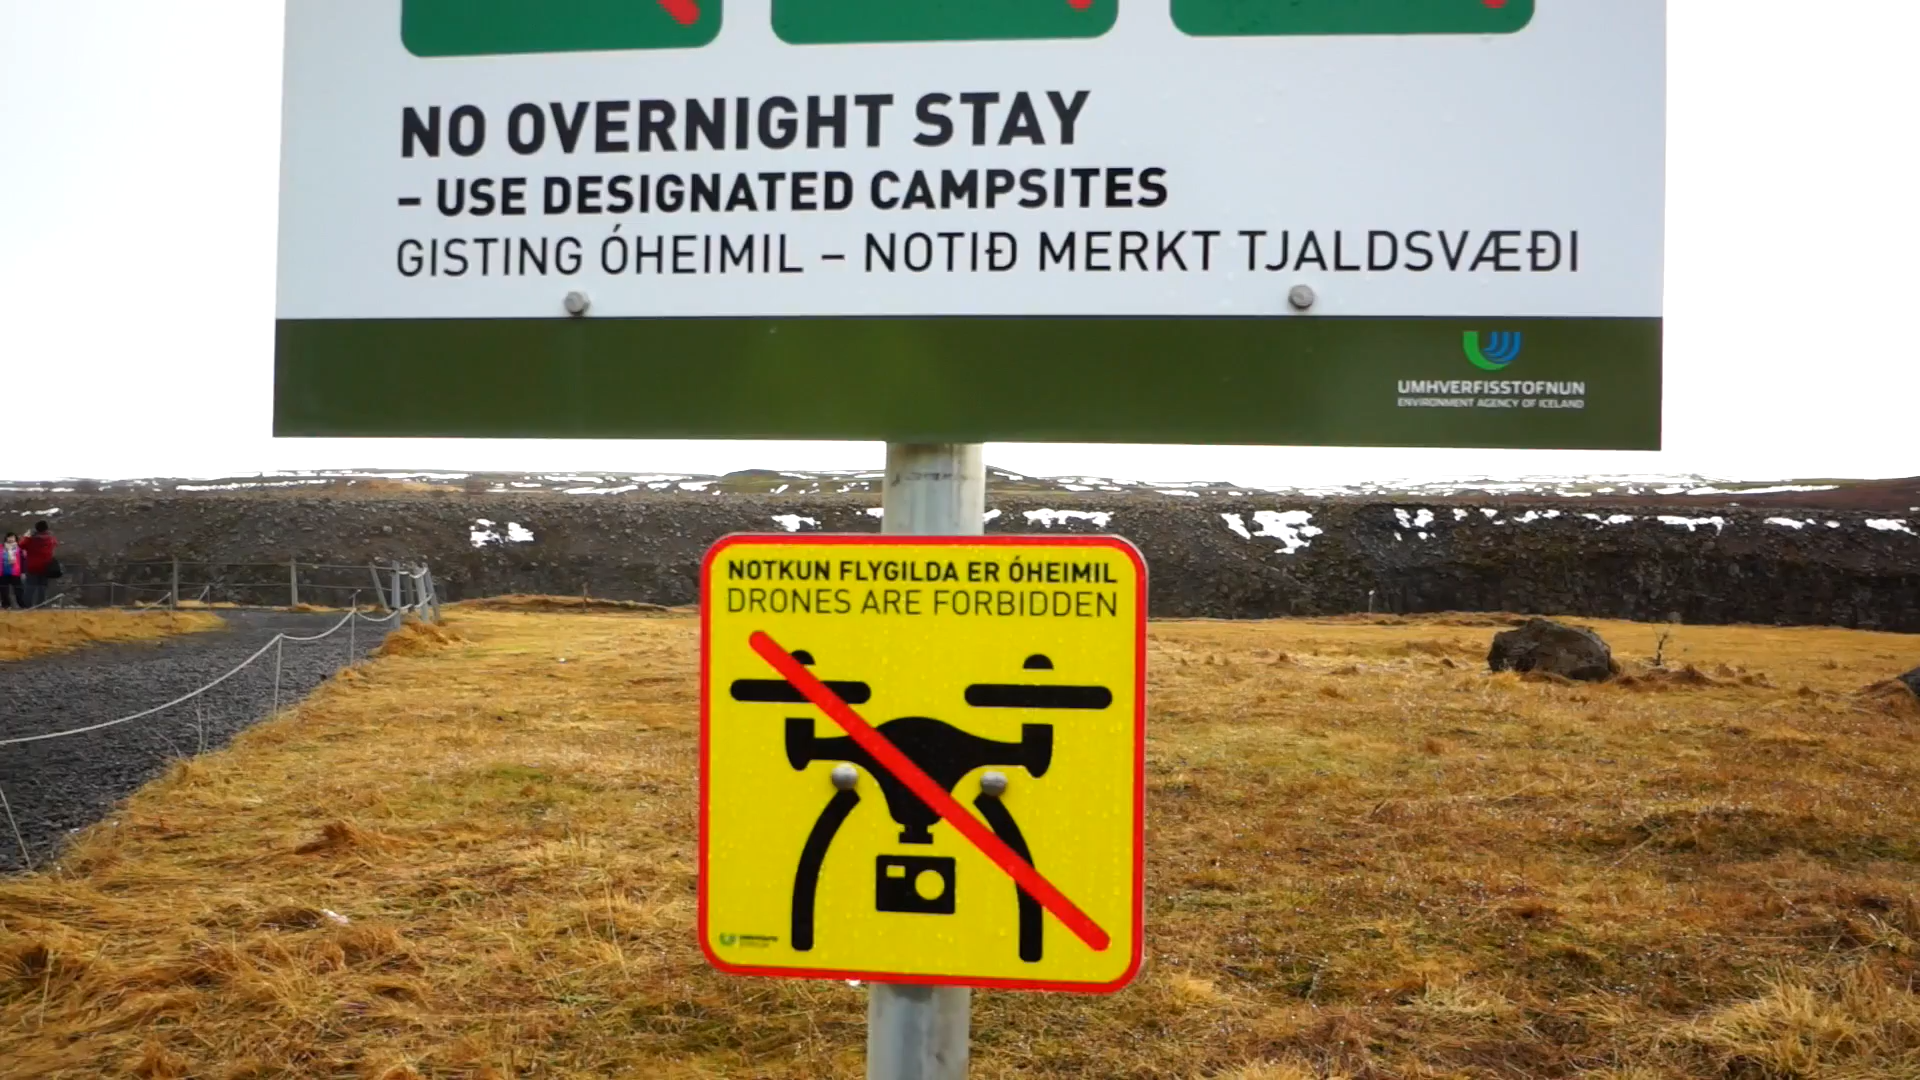 NO OVERNIGHT STAY
– USE DESIGNATED CAMPSITES
GISTING ÓHEIMIL – NOTIÐ MERKT TJALDSVÆÐI
UMHVERFISSTOFNUN
ENVIRONMENT AGENCY OF ICELAND
NOTKUN FLYGILDA ER ÓHEIMIL
DRONES ARE FORBIDDEN